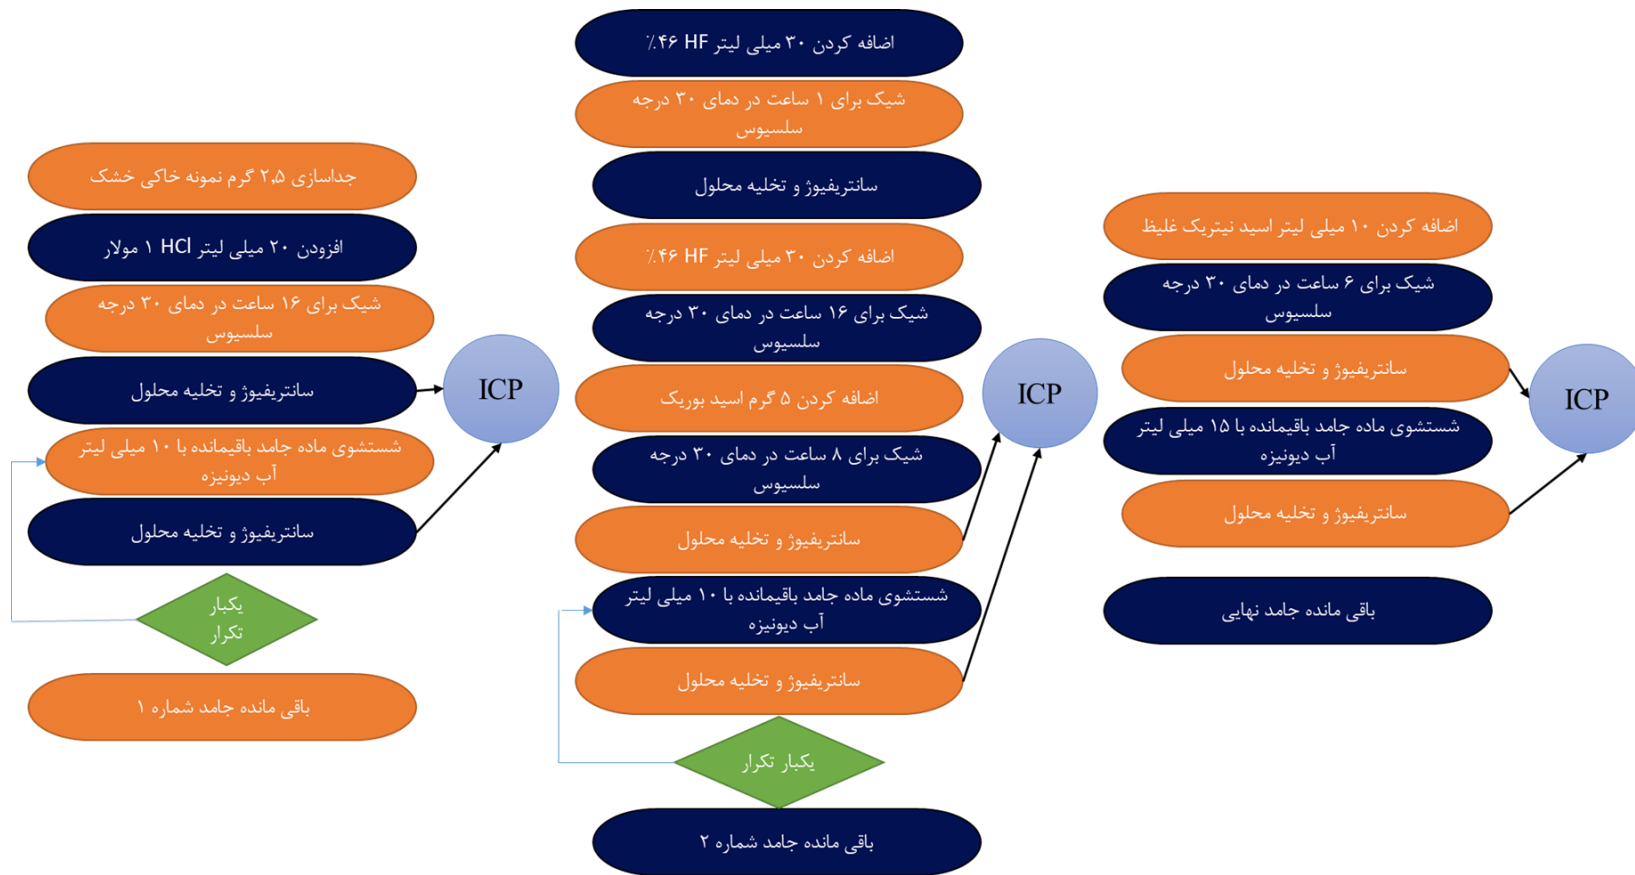 جداسازی ۲,۵ گرم نمونه خاکی خشک
افزودن ۲۰ میلی لیتر HCl ۱ مولار
شیک برای ۱۶ ساعت در دمای ۳۰ درجه
سلسیوس
سانتریفیوژ و تخلیه محلول
شستشوی ماده جامد باقیمانده با ۱۰ میلی لیتر
آب دیونیزه
سانتریفیوژ و تخلیه محلول
یکبار
تکرار
باقی مانده جامد شماره ۱
ICP
اضافه کردن ۳۰ میلی لیتر HF ۴۶٪
شیک برای ۱ ساعت در دمای ۳۰ درجه
سلسیوس
سانتریفیوژ و تخلیه محلول
اضافه کردن ۳۰ میلی لیتر HF ۴۶٪
شیک برای ۱۶ ساعت در دمای ۳۰ درجه
سلسیوس
اضافه کردن ۵ گرم اسید بوریک
شیک برای ۸ ساعت در دمای ۳۰ درجه
سلسیوس
سانتریفیوژ و تخلیه محلول
شستشوی ماده جامد باقیمانده با ۱۰ میلی لیتر
آب دیونیزه
سانتریفیوژ و تخلیه محلول
یکبار تکرار
باقی مانده جامد شماره ۲
ICP
اضافه کردن ۱۰ میلی لیتر اسید نیتریک غلیظ
شیک برای ۶ ساعت در دمای ۳۰ درجه
سلسیوس
سانتریفیوژ و تخلیه محلول
شستشوی ماده جامد باقیمانده با ۱۵ میلی لیتر
آب دیونیزه
سانتریفیوژ و تخلیه محلول
باقی مانده جامد نهایی
ICP